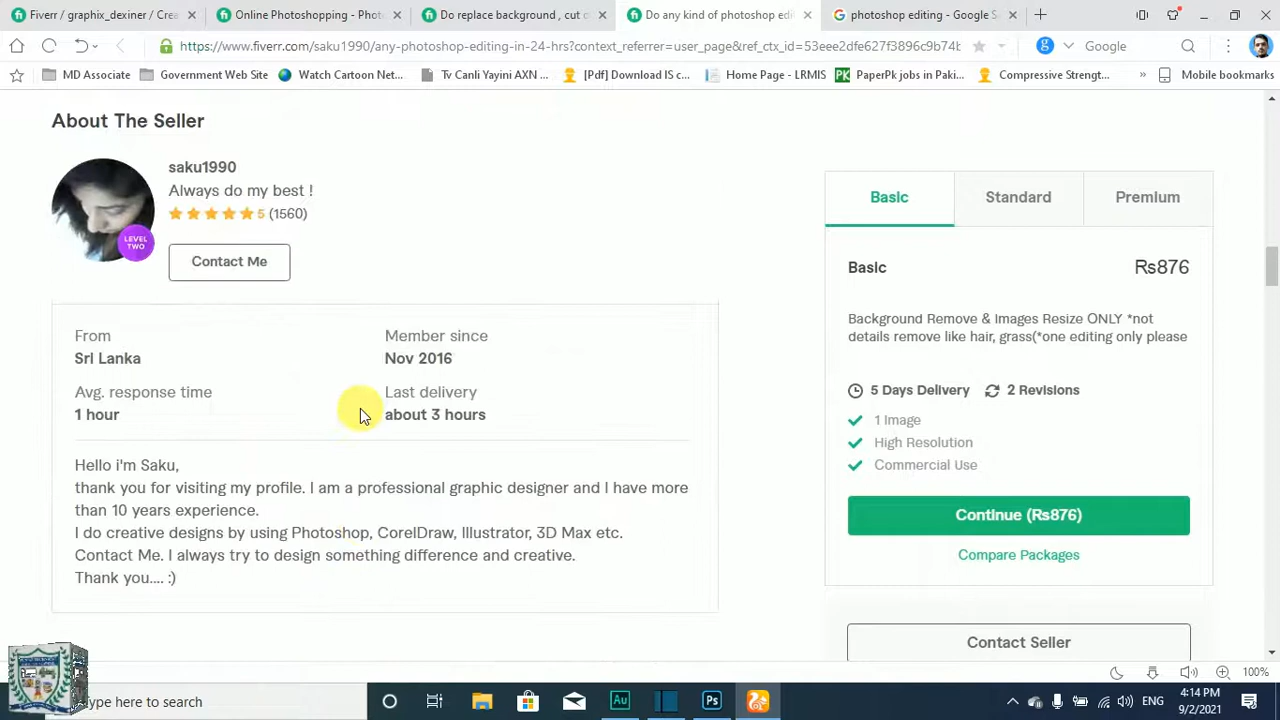 Fiverr / graphix_dexiner / Crea
Online Photoshopping - Photo
Do replace background , cut o
Do any kind of photoshop edi
photoshop editing - Google Se
https://www.fiverr.com/saku1990/any-photoshop-editing-in-24-hrs?context_referrer=user_page&ref_ctx_id=53eee2dfe627f3896c9b74b
Google
MD Associate
Government Web Site
Watch Cartoon Net...
Tv Canli Yayini AXN ...
[Pdf] Download IS c...
Home Page - LRMIS
PaperPk jobs in Paki...
Compressive Strengt...
»
Mobile bookmarks
About The Seller
saku1990
Always do my best !
5 (1560)
LEVEL
TWO
Contact Me
From
Sri Lanka
Member since
Nov 2016
Avg. response time
1 hour
Last delivery
about 3 hours
Hello i'm Saku,
thank you for visiting my profile. I am a professional graphic designer and I have more
than 10 years experience.
I do creative designs by using Photoshop, CorelDraw, Illustrator, 3D Max etc.
Contact Me. I always try to design something difference and creative.
Thank you.... :)
Basic
Standard
Premium
Basic
Rs876
Background Remove & Images Resize ONLY *not
details remove like hair, grass(*one editing only please
5 Days Delivery
2 Revisions
1 Image
High Resolution
Commercial Use
Continue (Rs876)
Compare Packages
Contact Seller
100%
ype here to search
Au
Ps
ENG
4:14 PM
9/2/2021